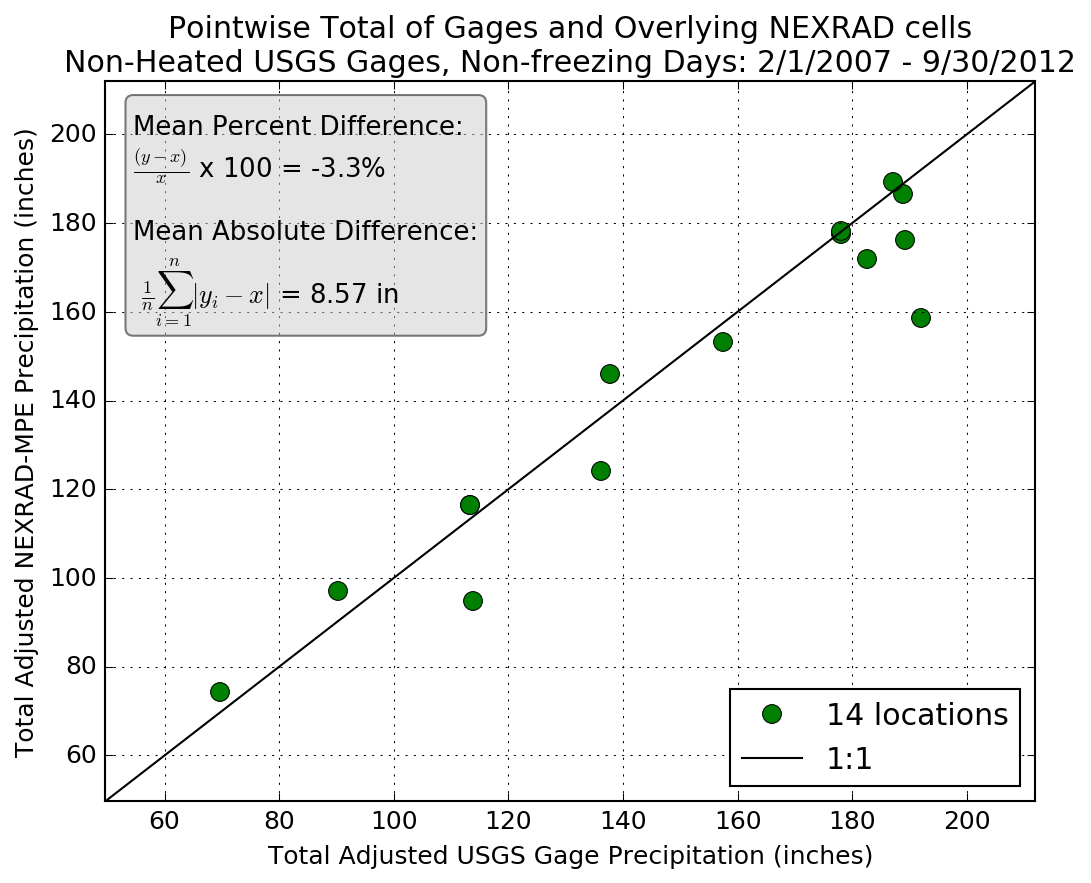 Pointwise Total of Gages and Overlying NEXRAD cells
Non-Heated USGS Gages, Non-freezing Days: 2/1/2007 - 9/30/2012
Mean Percent Difference:
(y−x)/x x 100 = -3.3%
Mean Absolute Difference:
1/n ∑ n i=1 |y_i − x| = 8.57 in
Total Adjusted NEXRAD-MPE Precipitation (inches)
200
180
160
140
120
100
80
60
14 locations
1:1
60 80 100 120 140 160 180 200
Total Adjusted USGS Gage Precipitation (inches)